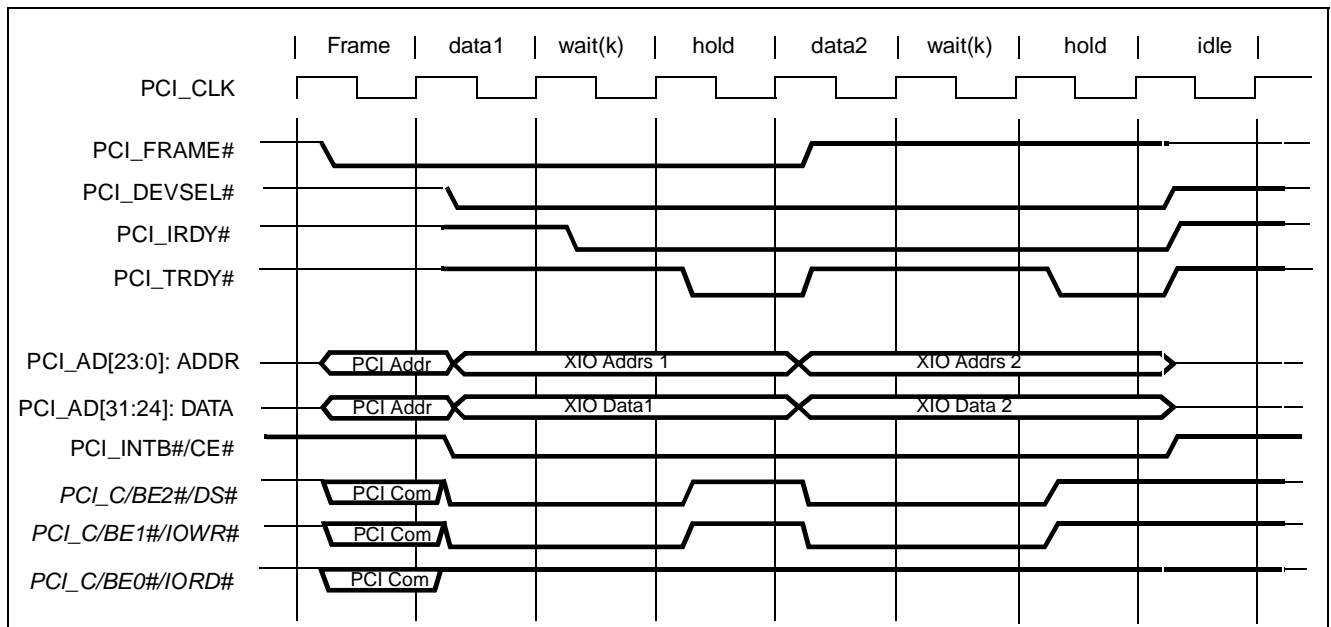 Frame data1 wait(k) hold data2 wait(k) hold idle
PCI_CLK
PCI_FRAME#
PCI_DEVSEL#
PCI_IRDY#
PCI_TRDY#
PCI_AD[23:0]: ADDR PCI Addr XIO Addrs 1 XIO Addrs 2
PCI_AD[31:24]: DATA PCI Addr XIO Data1 XIO Data 2
PCI_INTB#/CE#
PCI_C/BE2#/DS# PCI Com
PCI_C/BE1#/IOWR# PCI Com
PCI_C/BE0#/IORD# PCI Com